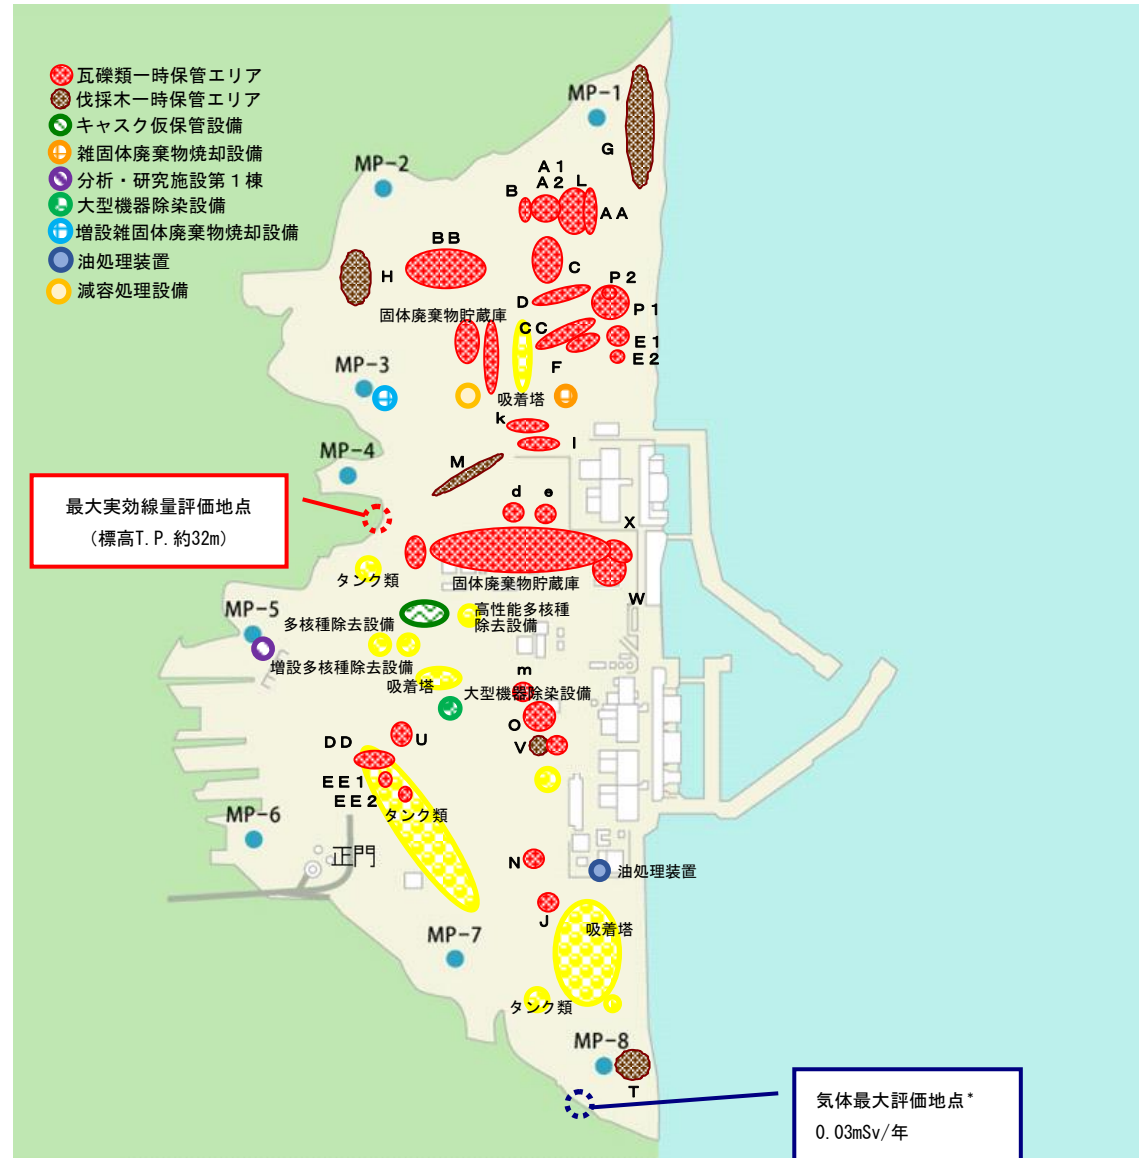 瓦礫類一時保管エリア
伐採木一時保管エリア
キャスク仮保管設備
雑固体廃棄物焼却設備
分析・研究施設第1棟
大型機器除染設備
増設雑固体廃棄物焼却設備
油処理装置
減容処理設備
MP-1
G
MP-2
A1
A2
L
B
AA
BB
H
C
P2
D
P1
固体廃棄物貯蔵庫
CC
E1
E2
F
MP-3
吸着塔
k
l
MP-4
M
d
e
X
最大実効線量評価地点
(標高T.P.約32m)
タンク類
固体廃棄物貯蔵庫
W
MP-5
多核種除去設備
高性能多核種
除去設備
増設多核種除去設備
吸着塔
m
大型機器除染設備
O
U
DD
V
EE1
EE2
タンク類
MP-6
正門
N
油処理装置
J
吸着塔
MP-7
タンク類
MP-8
T
気体最大評価地点*
0.03mSv/年